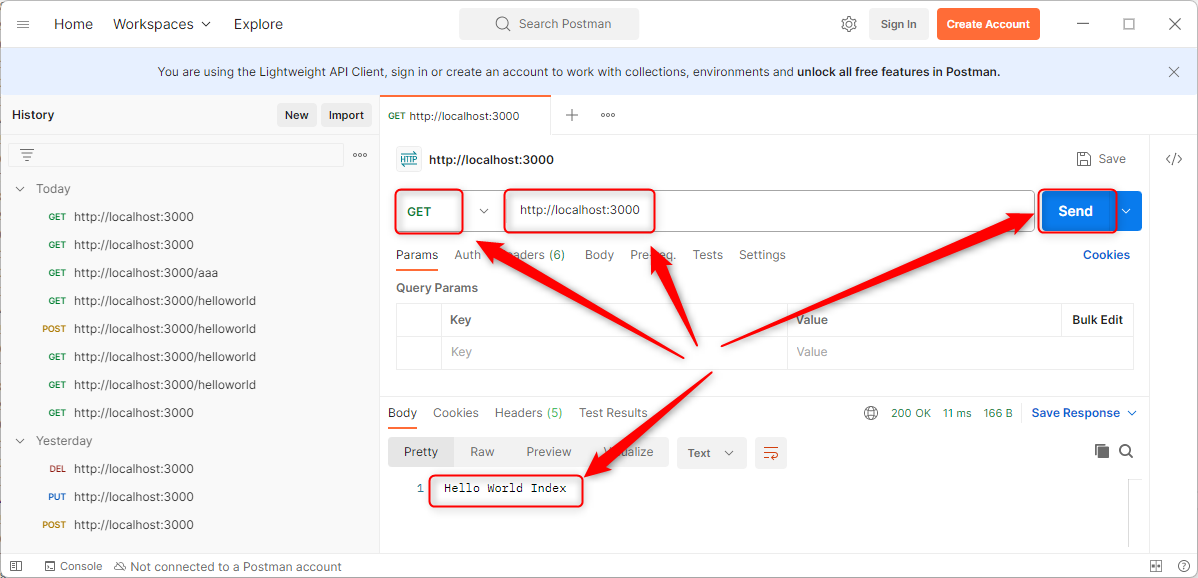 Home Workspaces Explore Search Postman Sign In Create Account
You are using the Lightweight API Client, sign in or create an account to work with collections, environments and unlock all free features in Postman.
History New Import
Today
GET http://localhost:3000
GET http://localhost:3000
GET http://localhost:3000/aaa
GET http://localhost:3000/helloworld
POST http://localhost:3000/helloworld
GET http://localhost:3000/helloworld
GET http://localhost:3000/helloworld
GET http://localhost:3000
Yesterday
DEL http://localhost:3000
PUT http://localhost:3000
POST http://localhost:3000
GET http://localhost:3000
HTTP http://localhost:3000 Save </>
GET http://localhost:3000 Send
Params Auth Headers (6) Body Pre-req. Tests Settings Cookies
Query Params
Key Value Bulk Edit
Key Value
Body Cookies Headers (5) Test Results 200 OK 11 ms 166 B Save Response
Pretty Raw Preview Visualize Text
1 Hello World Index
Console Not connected to a Postman account